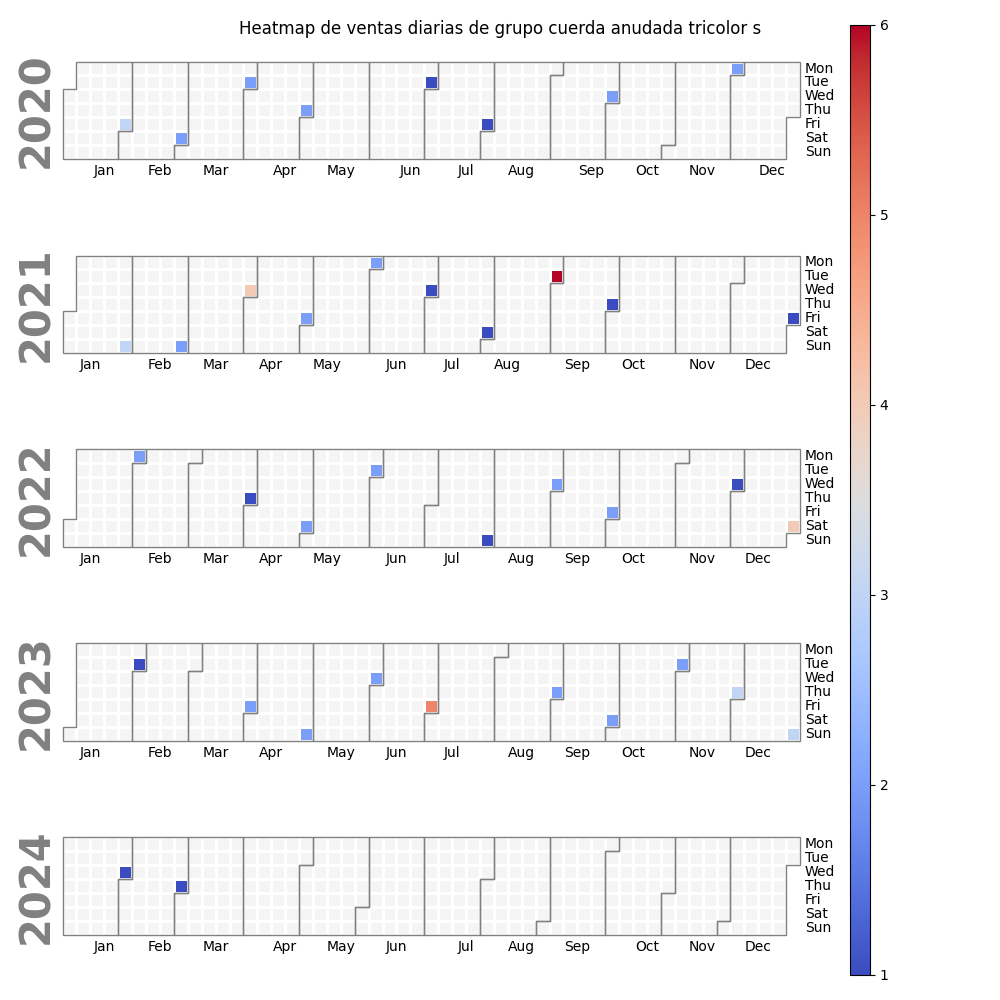 Heatmap de ventas diarias de grupo cuerda anudada tricolor s
2020
Mon
Tue
Wed
Thu
Fri
Sat
Sun
Jan Feb Mar Apr May Jun Jul Aug Sep Oct Nov Dec
2021
Mon
Tue
Wed
Thu
Fri
Sat
Sun
Jan Feb Mar Apr May Jun Jul Aug Sep Oct Nov Dec
2022
Mon
Tue
Wed
Thu
Fri
Sat
Sun
Jan Feb Mar Apr May Jun Jul Aug Sep Oct Nov Dec
2023
Mon
Tue
Wed
Thu
Fri
Sat
Sun
Jan Feb Mar Apr May Jun Jul Aug Sep Oct Nov Dec
2024
Mon
Tue
Wed
Thu
Fri
Sat
Sun
Jan Feb Mar Apr May Jun Jul Aug Sep Oct Nov Dec
6
5
4
3
2
1